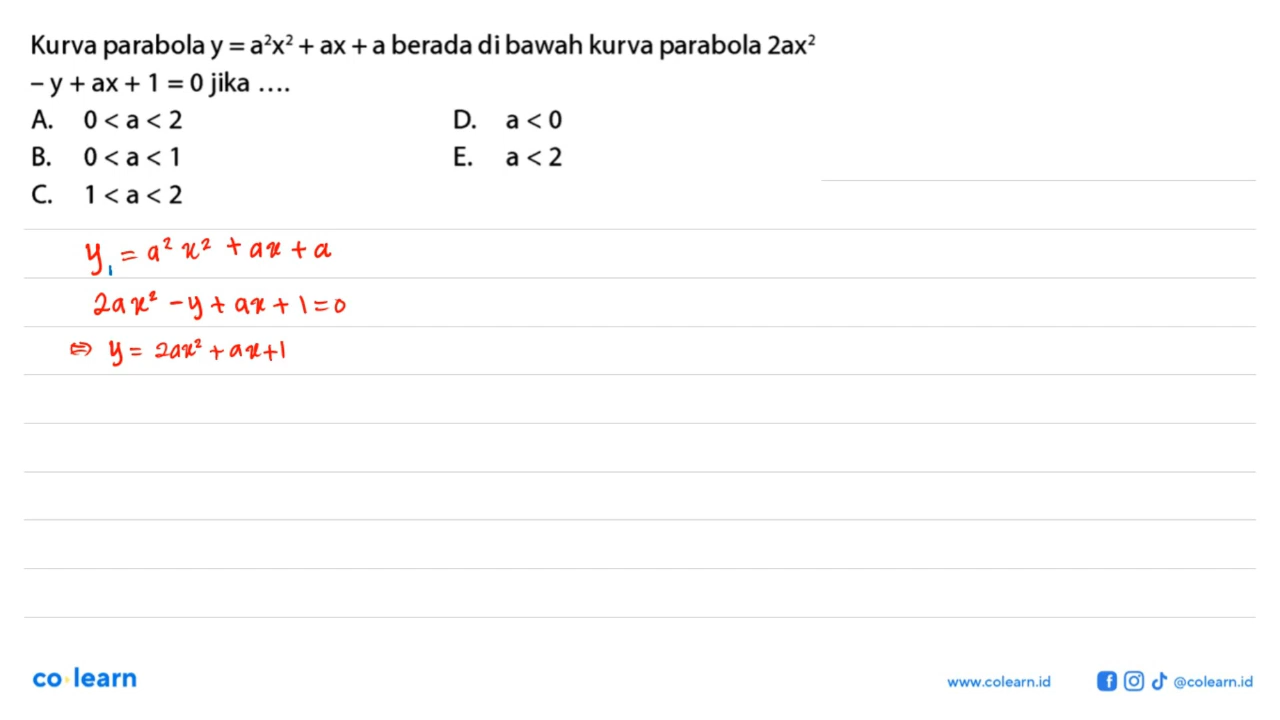 Kurva parabola y = a²x² + ax + a berada di bawah kurva parabola 2ax²
– y + ax + 1 = 0 jika ....
A. 0 < a < 2
D. a < 0
B. 0 < a < 1
E. a < 2
C. 1 < a < 2
y₁ = a²x² + ax + a
2ax² - y + ax + 1 = 0
⇔ y = 2ax² + ax + 1
co learn
www.colearn.id
@colearn.id